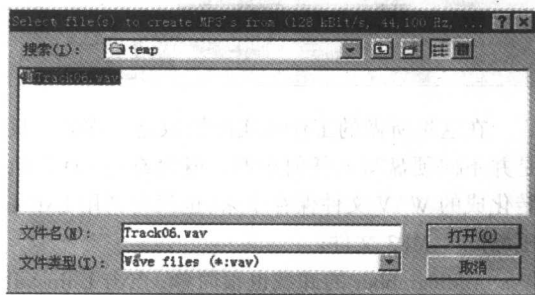 Select file(s) to create MP3's from (128 kBit/s, 44,100 Hz, ...
搜索(I): temp
Track06.wav
文件名(N): Track06.wav 打开(O)
文件类型(T): Wave files (*;wav) 取消